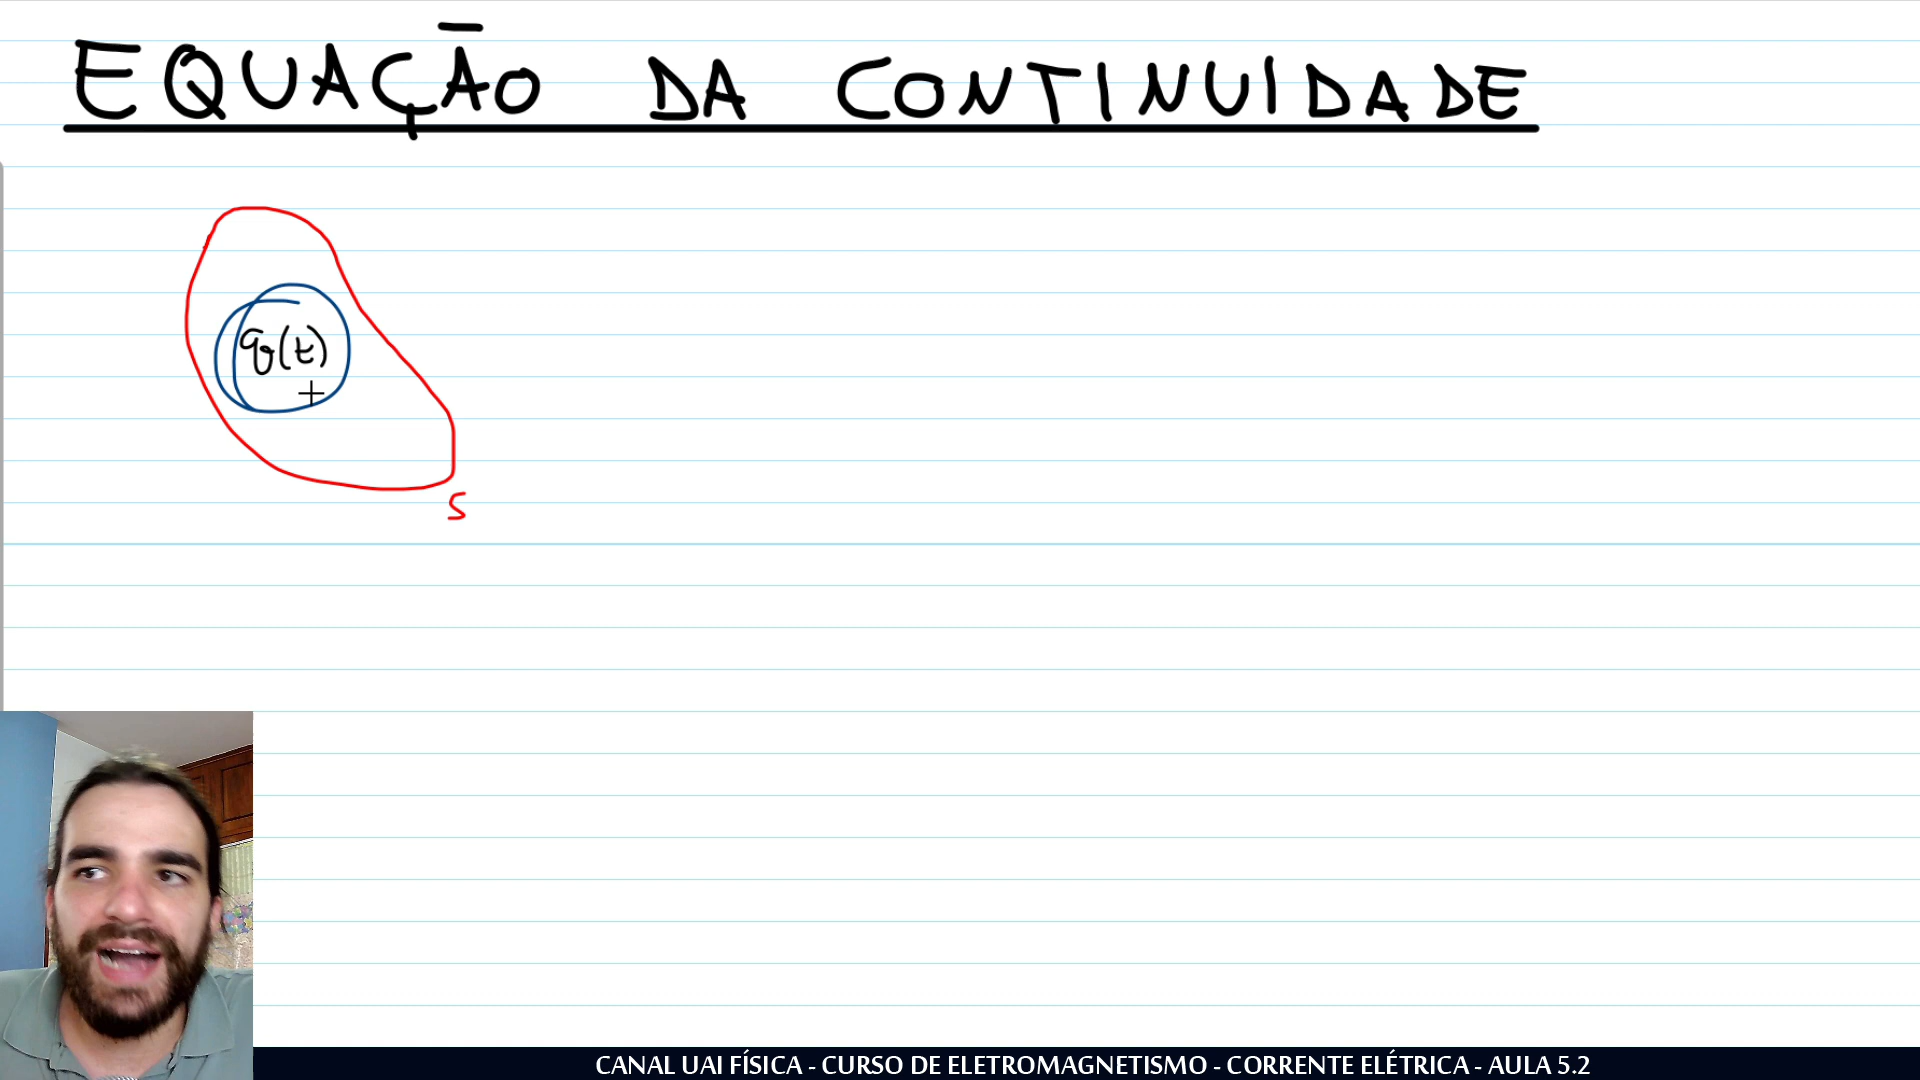 EQUAÇÃO DA CONTINUIDADE
q(t)
S
CANAL UAI FÍSICA - CURSO DE ELETROMAGNETISMO - CORRENTE ELÉTRICA - AULA 5.2